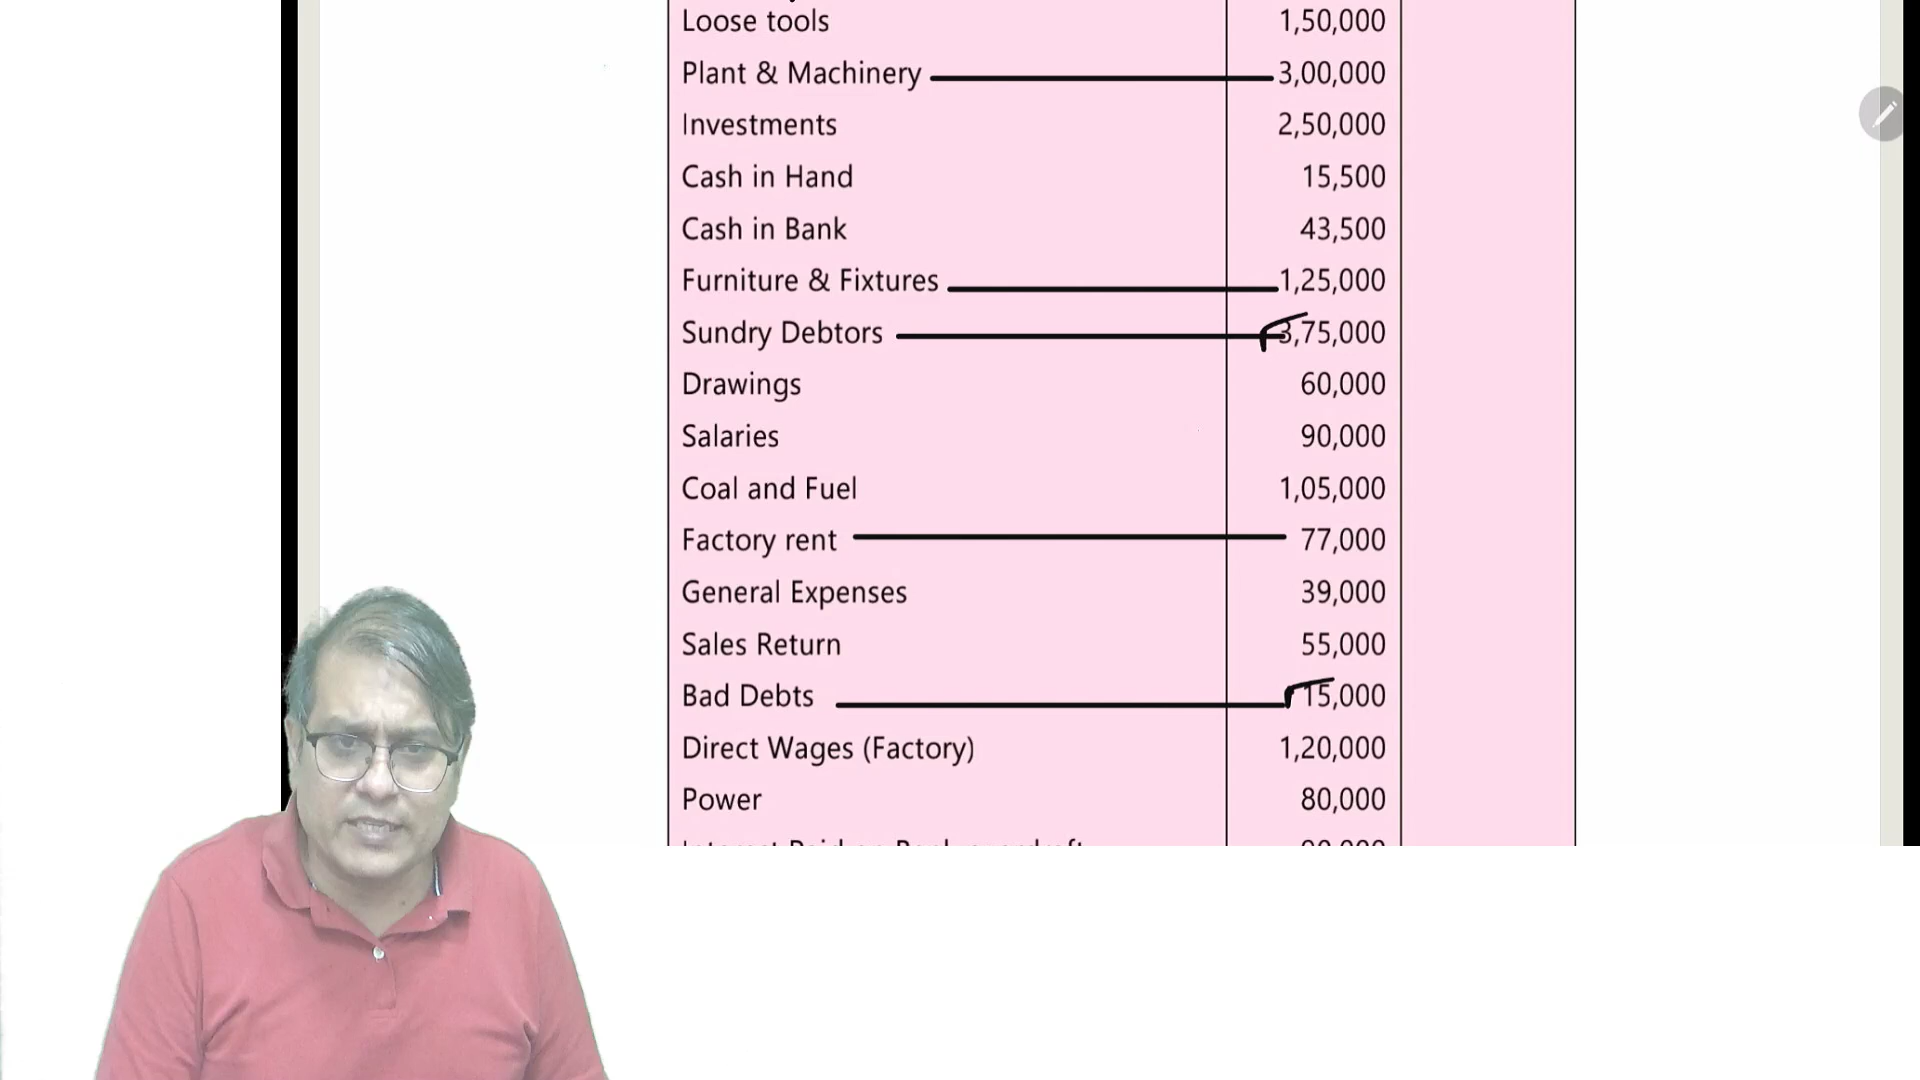 Loose tools 1,50,000
Plant & Machinery 3,00,000
Investments 2,50,000
Cash in Hand 15,500
Cash in Bank 43,500
Furniture & Fixtures 1,25,000
Sundry Debtors 3,75,000
Drawings 60,000
Salaries 90,000
Coal and Fuel 1,05,000
Factory rent 77,000
General Expenses 39,000
Sales Return 55,000
Bad Debts 15,000
Direct Wages (Factory) 1,20,000
Power 80,000